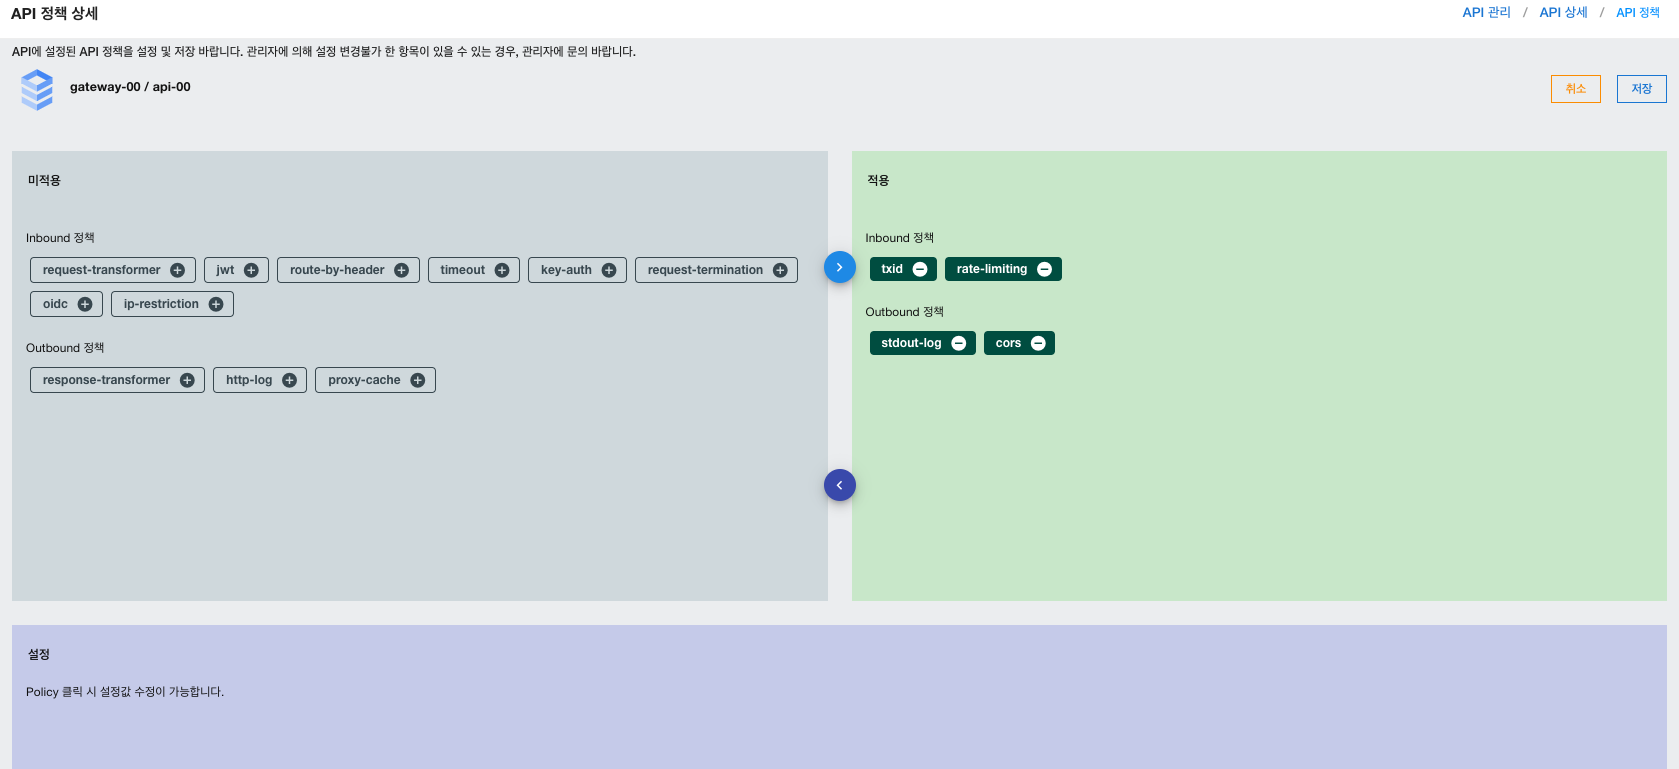 API 정책 상세
API 관리 / API 상세 / API 정책
API에 설정된 API 정책을 설정 및 저장 바랍니다. 관리자에 의해 설정 변경불가 한 항목이 있을 수 있는 경우, 관리자에 문의 바랍니다.
gateway-00 / api-00
취소 저장
미적용
Inbound 정책
request-transformer jwt route-by-header timeout key-auth request-termination
oidc ip-restriction
Outbound 정책
response-transformer http-log proxy-cache
적용
Inbound 정책
txid rate-limiting
Outbound 정책
stdout-log cors
설정
Policy 클릭 시 설정값 수정이 가능합니다.